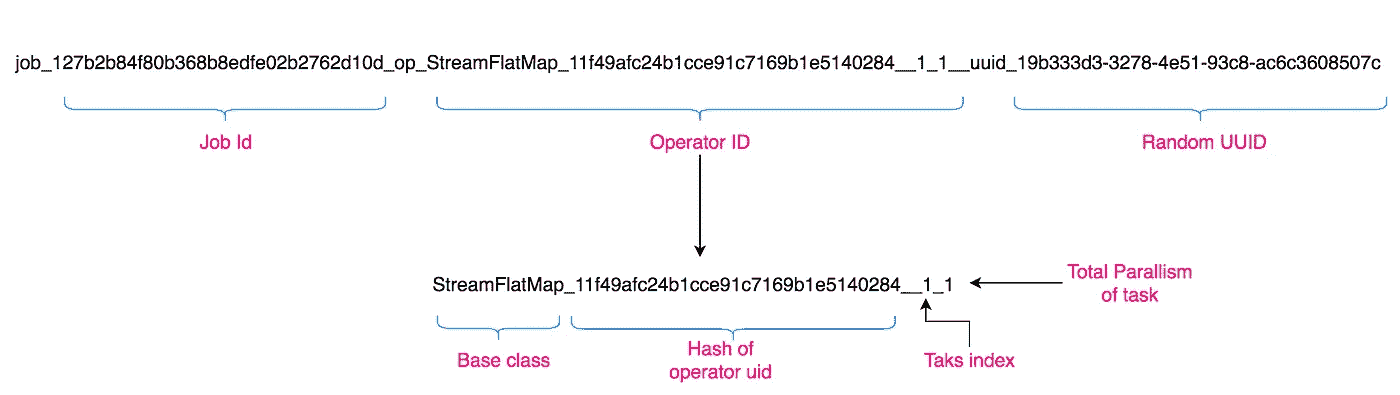 job_127b2b84f80b368b8edfe02b2762d10d_op_StreamFlatMap_11f49afc24b1cce91c7169b1e5140284__1_1__uuid_19b333d3-3278-4e51-93c8-ac6c3608507c
Job Id
Operator ID
Random UUID
StreamFlatMap_11f49afc24b1cce91c7169b1e5140284__1_1
Total Parallism
of task
Base class
Hash of
operator uid
Taks index